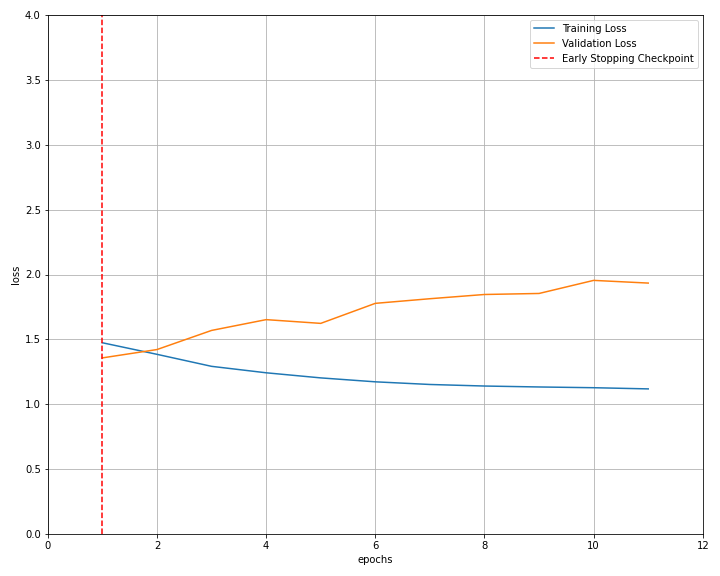 4.0
3.5
3.0
2.5
2.0
1.5
1.0
0.5
0.0
loss
Training Loss
Validation Loss
Early Stopping Checkpoint
0 2 4 6 8 10 12
epochs